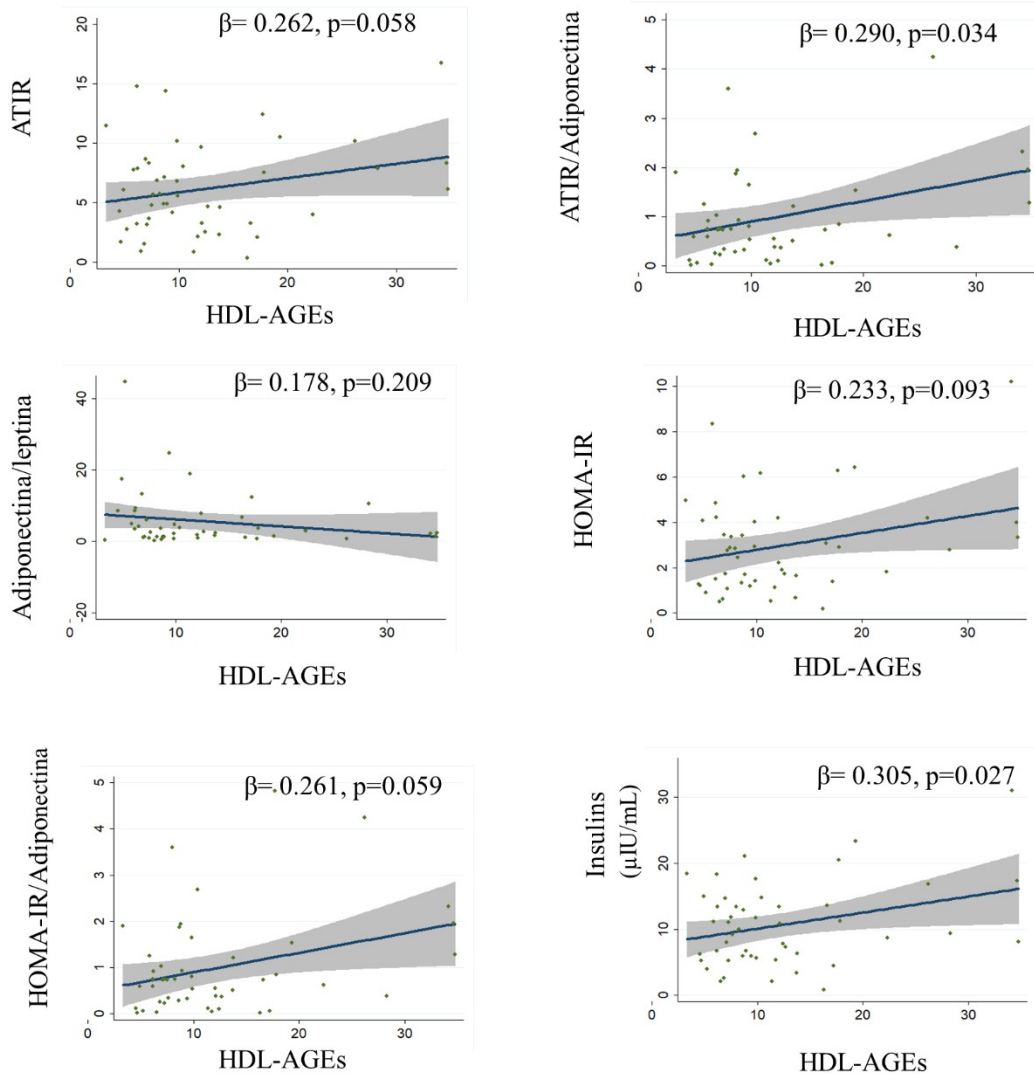 β= 0.262, p=0.058
ATIR
20
15
10
5
0
0 10 20 30
HDL-AGEs
β= 0.290, p=0.034
ATIR/Adiponectina
5
4
3
2
1
0
0 10 20 30
HDL-AGEs
β= 0.178, p=0.209
Adiponectina/leptina
40
20
0
-20
0 10 20 30
HDL-AGEs
β= 0.233, p=0.093
HOMA-IR
10
8
6
4
2
0
0 10 20 30
HDL-AGEs
β= 0.261, p=0.059
HOMA-IR/Adiponectina
5
4
3
2
1
0
0 10 20 30
HDL-AGEs
β= 0.305, p=0.027
Insulins
(µIU/mL)
30
20
10
0
0 10 20 30
HDL-AGEs